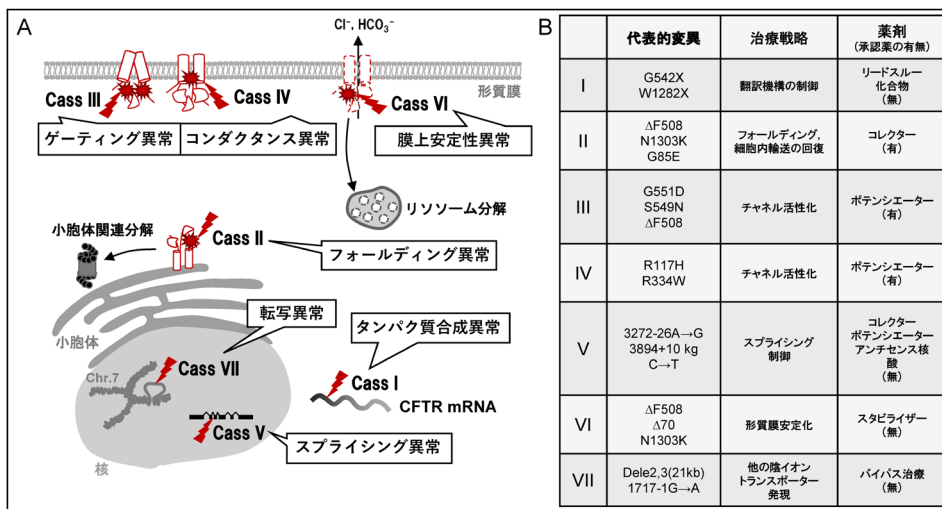 A
Cl⁻, HCO₃⁻
形質膜
Cass III
Cass IV
Cass VI
ゲーティング異常
コンダクタンス異常
膜上安定性異常
リソソーム分解
小胞体関連分解
Cass II
フォールディング異常
小胞体
転写異常
タンパク質合成異常
Chr.7
Cass VII
Cass I
CFTR mRNA
Cass V
スプライシング異常
核
B
代表的変異
治療戦略
薬剤
(承認薬の有無)
I
G542X
W1282X
翻訳機構の制御
リードスルー
化合物
(無)
II
ΔF508
N1303K
G85E
フォールディング,
細胞内輸送の回復
コレクター
(有)
III
G551D
S549N
ΔF508
チャネル活性化
ポテンシエーター
(有)
IV
R117H
R334W
チャネル活性化
ポテンシエーター
(有)
V
3272-26A→G
3894+10 kg
C→T
スプライシング
制御
コレクター
ポテンシエーター
アンチセンス核
酸
(無)
VI
ΔF508
Δ70
N1303K
形質膜安定化
スタビライザー
(無)
VII
Dele2,3(21kb)
1717-1G→A
他の陰イオン
トランスポーター
発現
バイパス治療
(無)